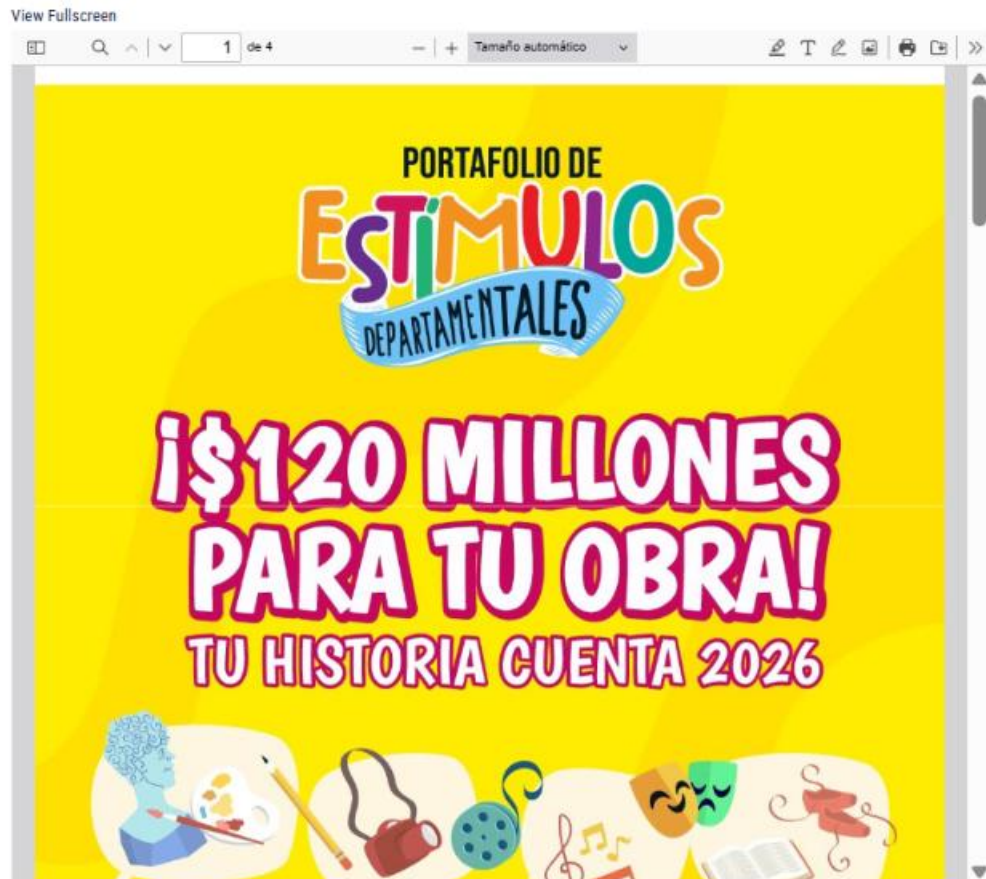 View Fullscreen
1 de 4
Tamaño automático
PORTAFOLIO DE
ESTÍMULOS
DEPARTAMENTALES
¡$120 MILLONES
PARA TU OBRA!
TU HISTORIA CUENTA 2026